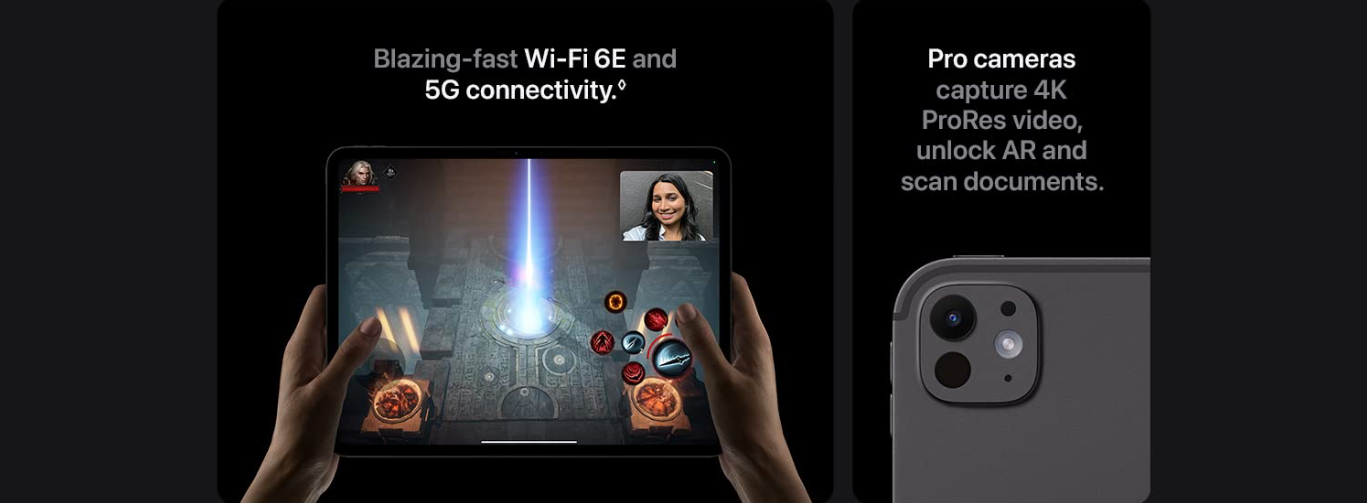 Blazing-fast Wi-Fi 6E and
5G connectivity.◊
Pro cameras
capture 4K
ProRes video,
unlock AR and
scan documents.